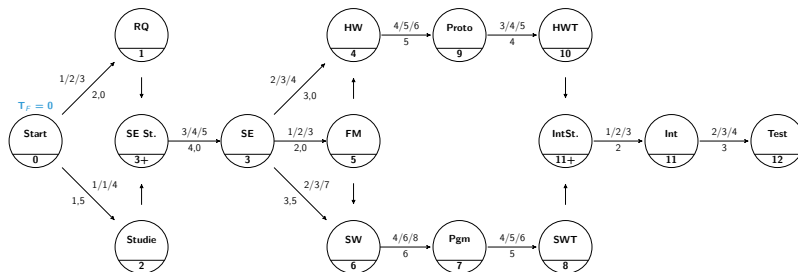 RQ
1
HW
4
4/5/6
5
Proto
9
3/4/5
4
HWT
10
1/2/3
2,0
2/3/4
3,0
T_F = 0
Start
0
SE St.
3+
3/4/5
4,0
SE
3
1/2/3
2,0
FM
5
IntSt.
11+
1/2/3
2
Int
11
2/3/4
3
Test
12
1/1/4
1,5
2/3/7
3,5
Studie
2
SW
6
4/6/8
6
Pgm
7
4/5/6
5
SWT
8